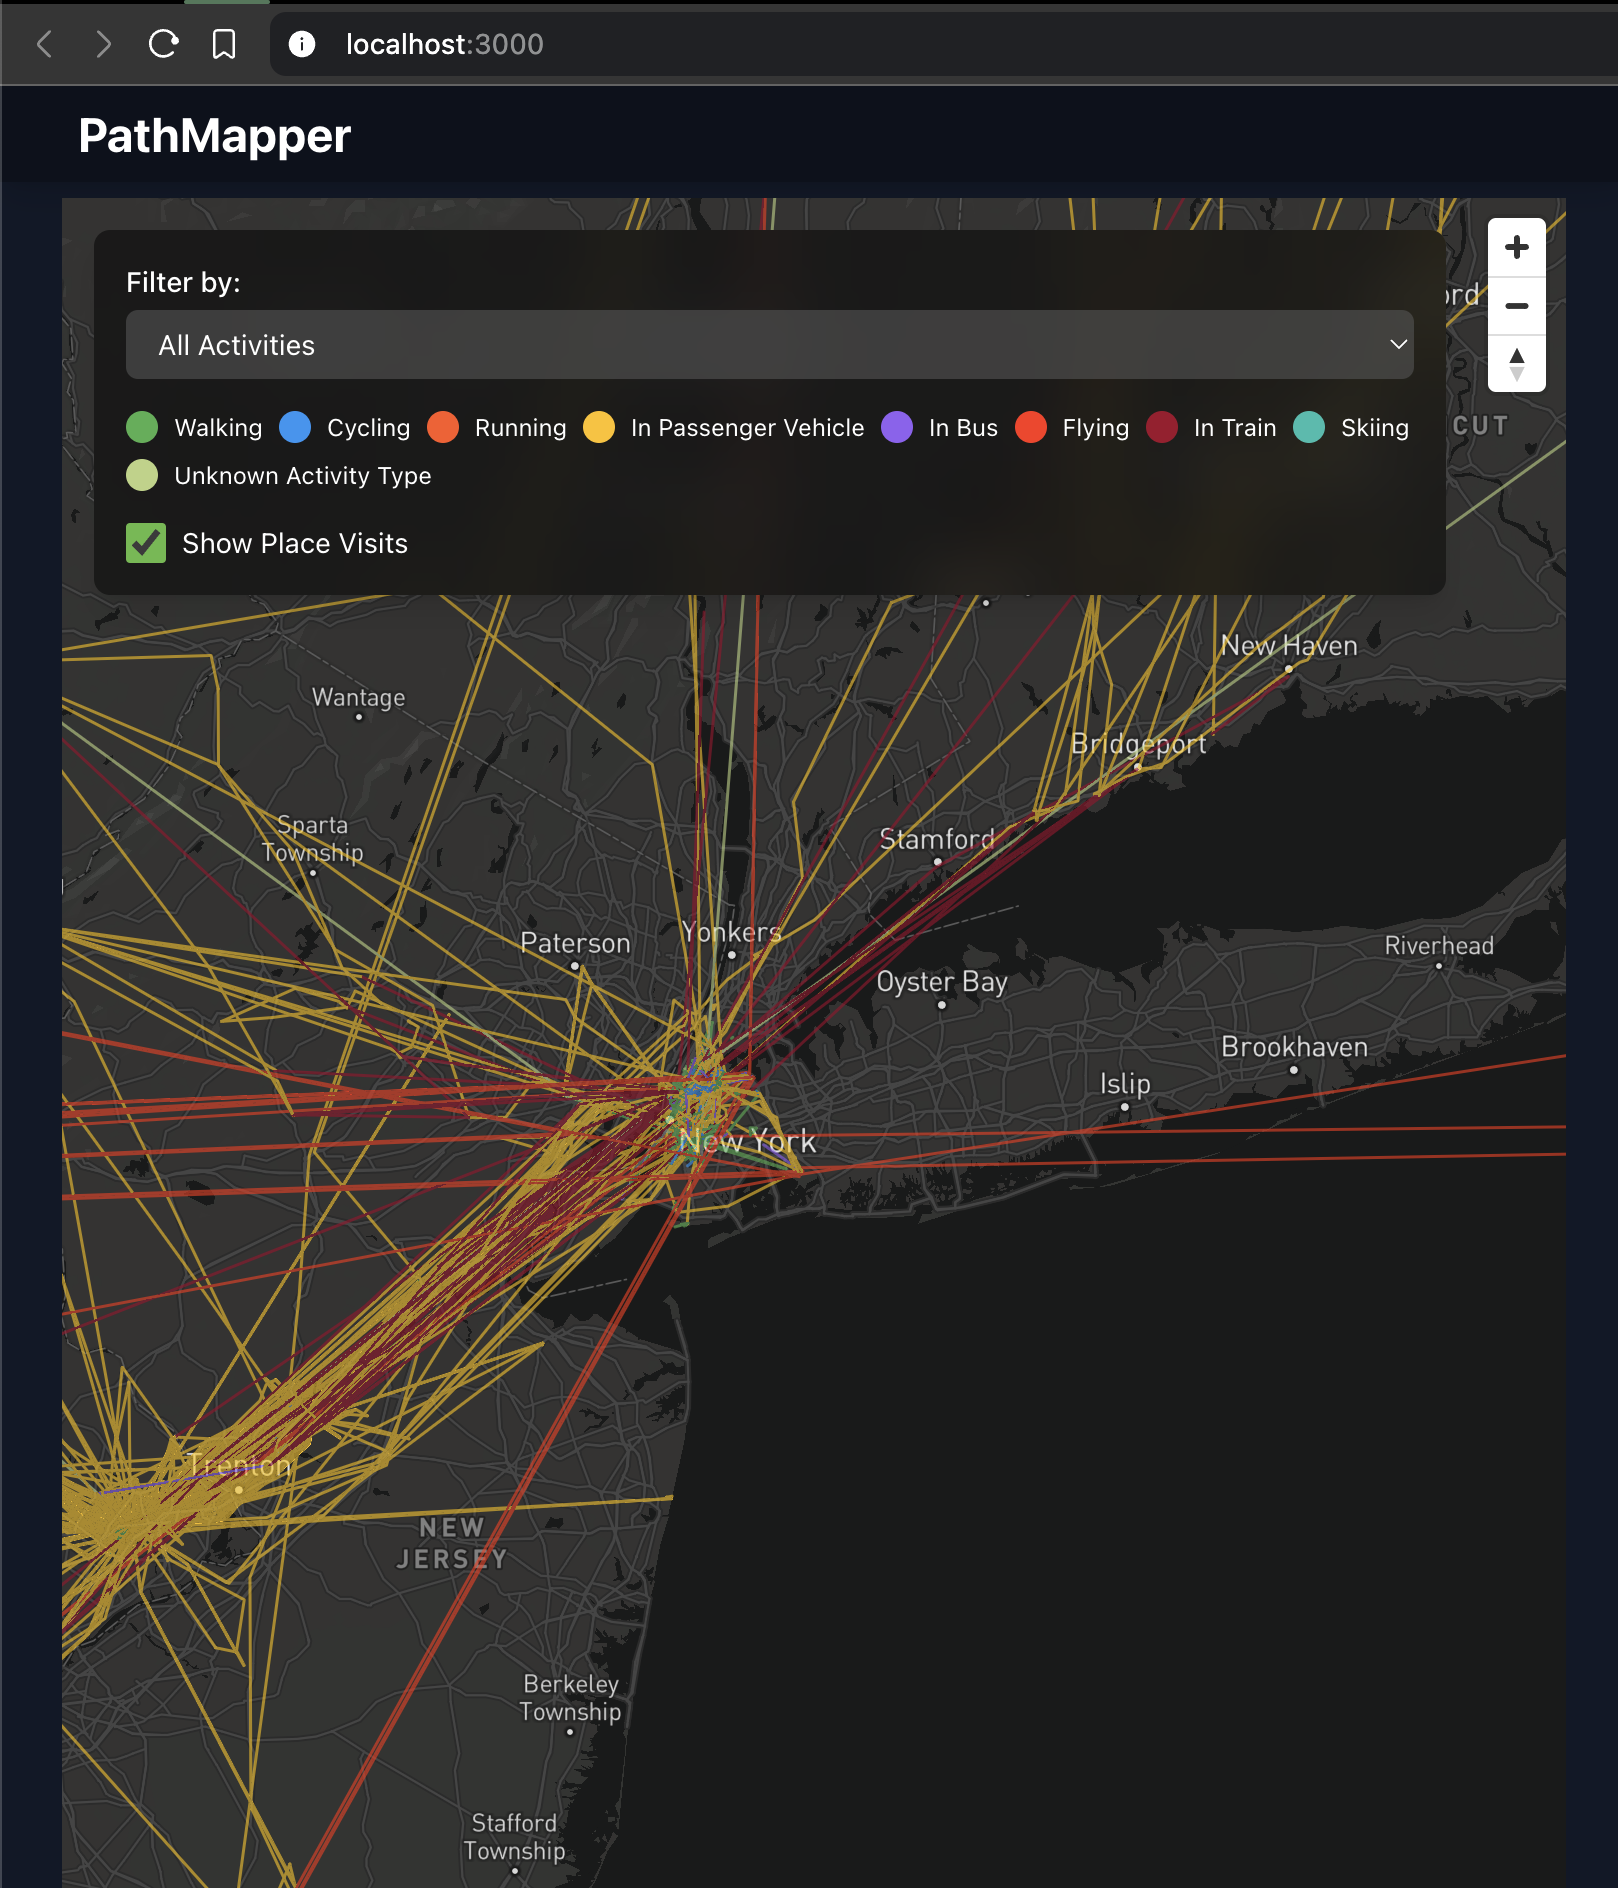 localhost:3000
PathMapper
Filter by:
All Activities
Walking Cycling Running In Passenger Vehicle In Bus Flying In Train Skiing
Unknown Activity Type
Show Place Visits
CUT
New Haven
Wantage
Bridgeport
Sparta
Township
Stamford
Paterson
Yonkers
Riverhead
Oyster Bay
Brookhaven
Islip
New York
Trenton
NEW
JERSEY
Berkeley
Township
Stafford
Township